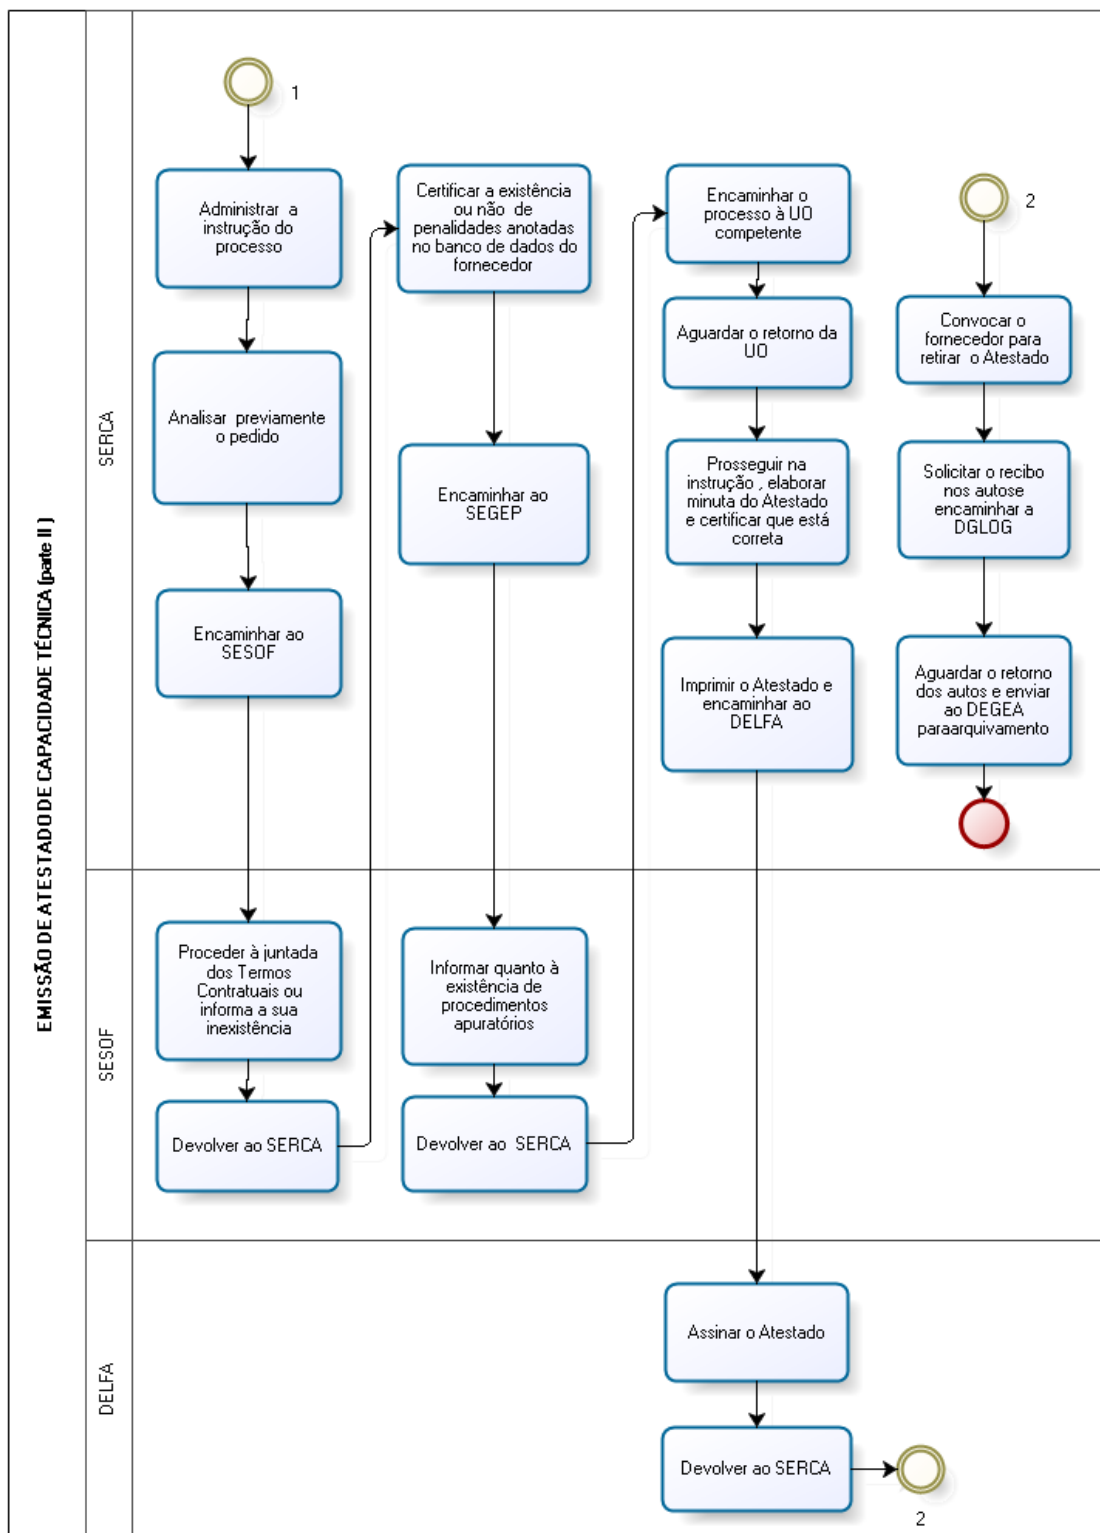 EMISSÃO DE ATESTADO DE CAPACIDADE TÉCNICA (parte II )
SERCA
1
Administrar a
instrução do
processo
Analisar previamente
o pedido
Encaminhar ao
SESOF
Certificar a existência
ou não de
penalidades anotadas
no banco de dados do
fornecedor
Encaminhar ao
SEGEP
Encaminhar o
processo à UO
competente
Aguardar o retorno da
UO
Prosseguir na
instrução , elaborar
minuta do Atestado
e certificar que está
correta
Imprimir o Atestado e
encaminhar ao
DELFA
2
Convocar o
fornecedor para
retirar o Atestado
Solicitar o recibo
nos autose
encaminhar a
DGLOG
Aguardar o retorno
dos autos e enviar
ao DEGEA
paraarquivamento
SESOF
Proceder à juntada
dos Termos
Contratuais ou
informa a sua
inexistência
Devolver ao SERCA
Informar quanto à
existência de
procedimentos
apuratórios
Devolver ao SERCA
DELFA
Assinar o Atestado
Devolver ao SERCA
2